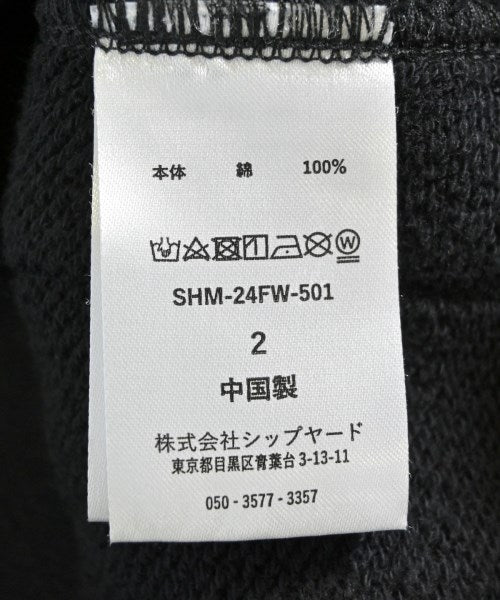 本体 綿 100%
W
SHM-24FW-501
2
中国製
株式会社シップヤード
東京都目黒区青葉台3-13-11
050-3577-3357